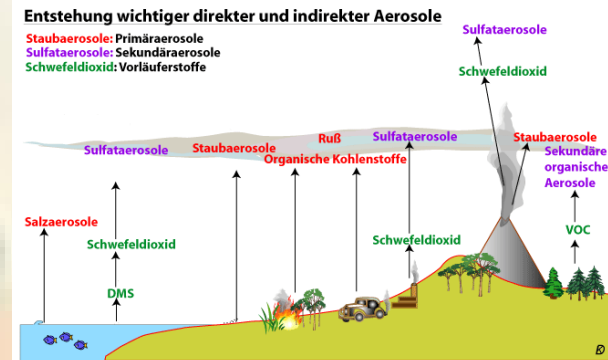 Entstehung wichtiger direkter und indirekter Aerosole
Staubaerosole: Primäraerosole
Sulfataerosole: Sekundäraerosole
Schwefeldioxid: Vorläuferstoffe
Sulfataerosole
Schwefeldioxid
Ruß
Sulfataerosole
Staubaerosole
Sulfataerosole
Staubaerosole
Organische Kohlenstoffe
Sekundäre
organische
Aerosole
Salzaerosole
Schwefeldioxid
Schwefeldioxid
VOC
DMS